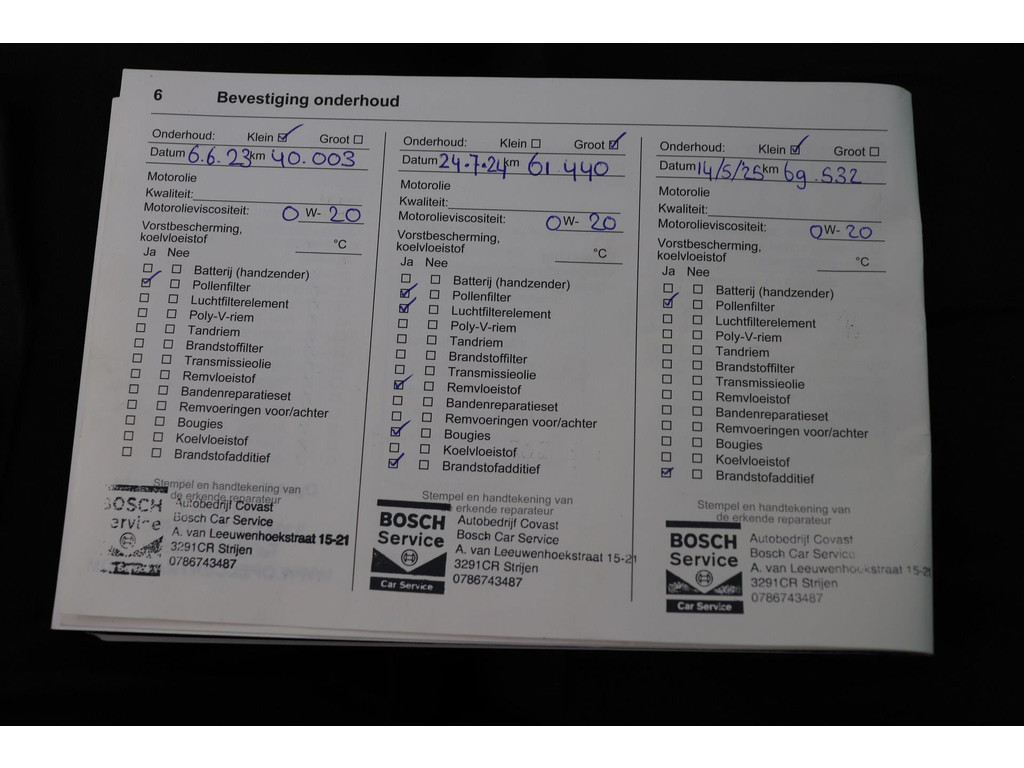 6 Bevestiging onderhoud
Onderhoud: Klein ☑ Groot ☐
Datum 6.6.23 km 40.003
Motorolie
Kwaliteit:
Motorolieviscositeit: 0 W- 20
Vorstbescherming,
koelvloeistof °C
Ja Nee
☐ ☐ Batterij (handzender)
☑ ☐ Pollenfilter
☐ ☐ Luchtfilterelement
☐ ☐ Poly-V-riem
☐ ☐ Tandriem
☐ ☐ Brandstoffilter
☐ ☐ Transmissieolie
☐ ☐ Remvloeistof
☐ ☐ Bandenreparatieset
☐ ☐ Remvoeringen voor/achter
☐ ☐ Bougies
☐ ☐ Koelvloeistof
☐ ☐ Brandstofadditief
Stempel en handtekening van
de erkende reparateur
BOSCH
Service
Autobedrijf Covast
Bosch Car Service
A. van Leeuwenhoekstraat 15-21
3291CR Strijen
0786743487
Onderhoud: Klein ☐ Groot ☑
Datum 24.7.24 km 61 440
Motorolie
Kwaliteit:
Motorolieviscositeit: 0 W- 20
Vorstbescherming,
koelvloeistof °C
Ja Nee
☐ ☐ Batterij (handzender)
☑ ☐ Pollenfilter
☑ ☐ Luchtfilterelement
☐ ☐ Poly-V-riem
☐ ☐ Tandriem
☐ ☐ Brandstoffilter
☐ ☐ Transmissieolie
☑ ☐ Remvloeistof
☐ ☐ Bandenreparatieset
☐ ☐ Remvoeringen voor/achter
☑ ☐ Bougies
☐ ☐ Koelvloeistof
☑ ☐ Brandstofadditief
Stempel en handtekening van
de erkende reparateur
BOSCH
Service
Car Service
Autobedrijf Covast
Bosch Car Service
A. van Leeuwenhoekstraat 15-21
3291CR Strijen
0786743487
Onderhoud: Klein ☑ Groot ☐
Datum 14/5/25 km 69.532
Motorolie
Kwaliteit:
Motorolieviscositeit: 0W- 20
Vorstbescherming,
koelvloeistof °C
Ja Nee
☐ ☐ Batterij (handzender)
☑ ☐ Pollenfilter
☐ ☐ Luchtfilterelement
☐ ☐ Poly-V-riem
☐ ☐ Tandriem
☐ ☐ Brandstoffilter
☐ ☐ Transmissieolie
☐ ☐ Remvloeistof
☐ ☐ Bandenreparatieset
☐ ☐ Remvoeringen voor/achter
☐ ☐ Bougies
☐ ☐ Koelvloeistof
☑ ☐ Brandstofadditief
Stempel en handtekening van
de erkende reparateur
BOSCH
Service
Car Service
Autobedrijf Covast
Bosch Car Service
A. van Leeuwenhoekstraat 15-21
3291CR Strijen
0786743487